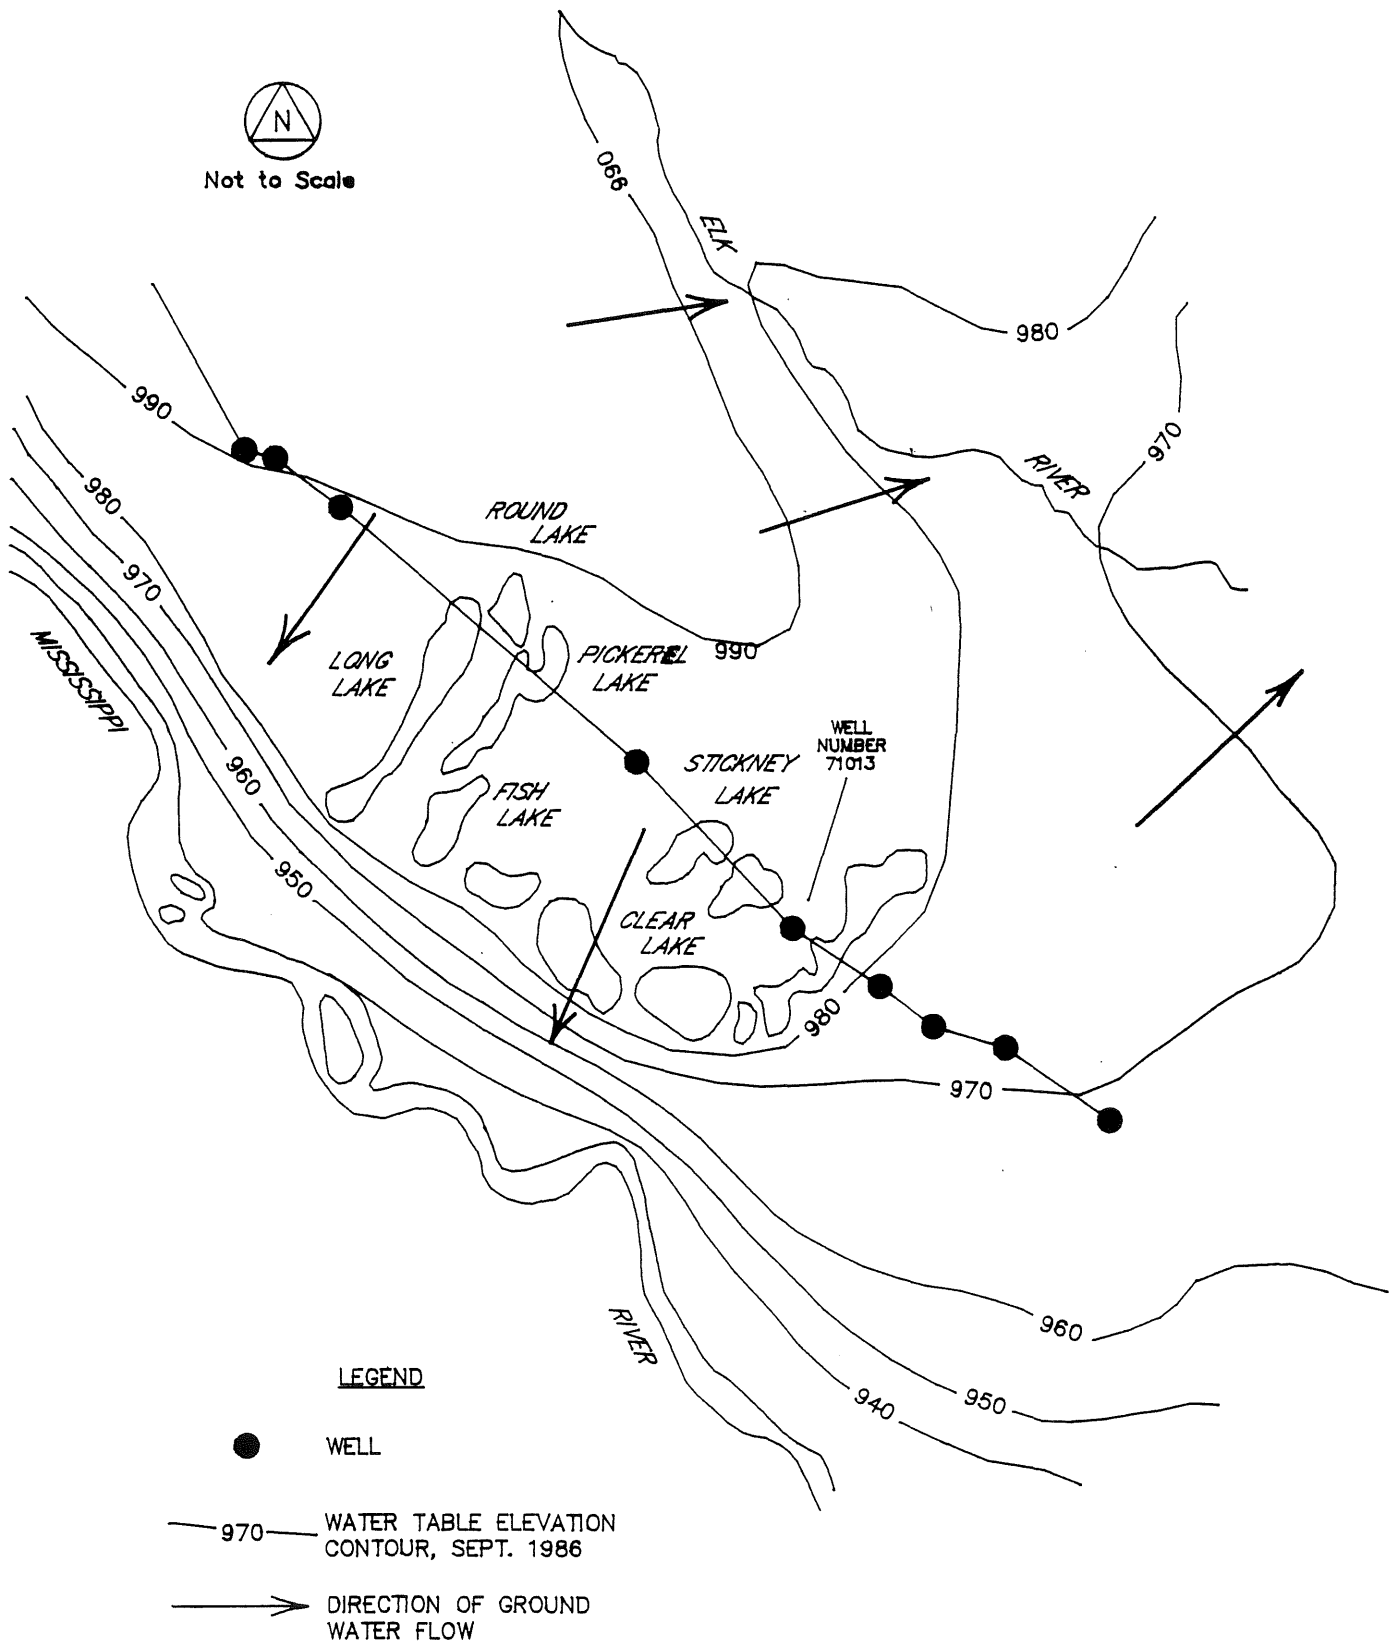 N
Not to Scale
990
ELK
980
990
970
980
RIVER
ROUND
LAKE
970
MISSISSIPPI
LONG
LAKE
PICKEREL
LAKE
990
WELL
NUMBER
71013
STICKNEY
LAKE
960
FISH
LAKE
950
CLEAR
LAKE
980
970
RIVER
960
950
940
LEGEND
WELL
970
WATER TABLE ELEVATION
CONTOUR, SEPT. 1986
DIRECTION OF GROUND
WATER FLOW